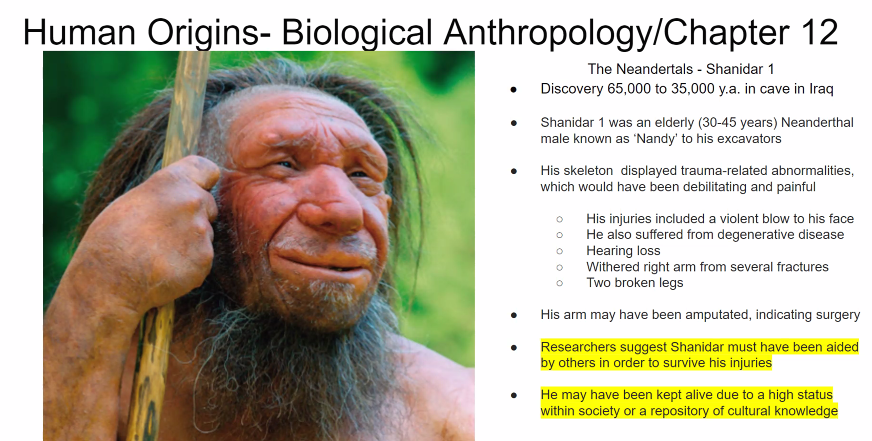 Human Origins- Biological Anthropology/Chapter 12
The Neandertals - Shanidar 1
● Discovery 65,000 to 35,000 y.a. in cave in Iraq
● Shanidar 1 was an elderly (30-45 years) Neanderthal
male known as ‘Nandy’ to his excavators
● His skeleton displayed trauma-related abnormalities,
which would have been debilitating and painful
○ His injuries included a violent blow to his face
○ He also suffered from degenerative disease
○ Hearing loss
○ Withered right arm from several fractures
○ Two broken legs
● His arm may have been amputated, indicating surgery
● Researchers suggest Shanidar must have been aided
by others in order to survive his injuries
● He may have been kept alive due to a high status
within society or a repository of cultural knowledge